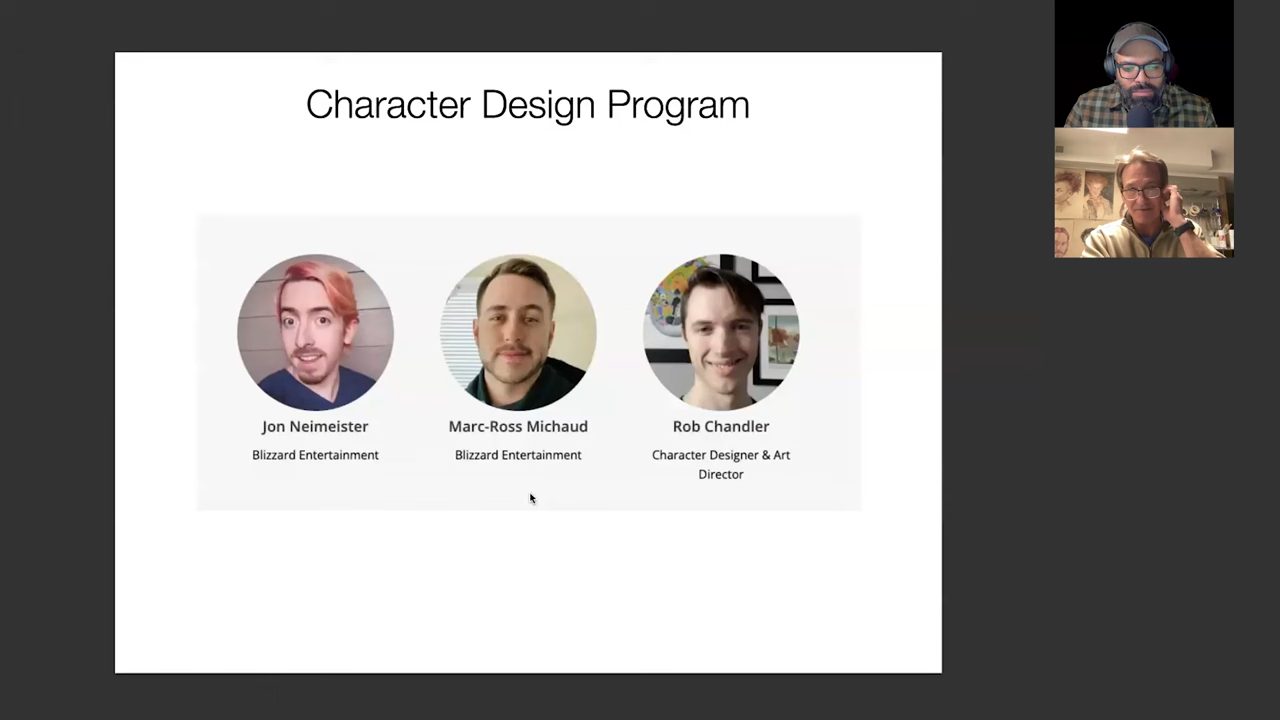 Character Design Program
Jon Neimeister
Blizzard Entertainment
Marc-Ross Michaud
Blizzard Entertainment
Rob Chandler
Character Designer & Art
Director